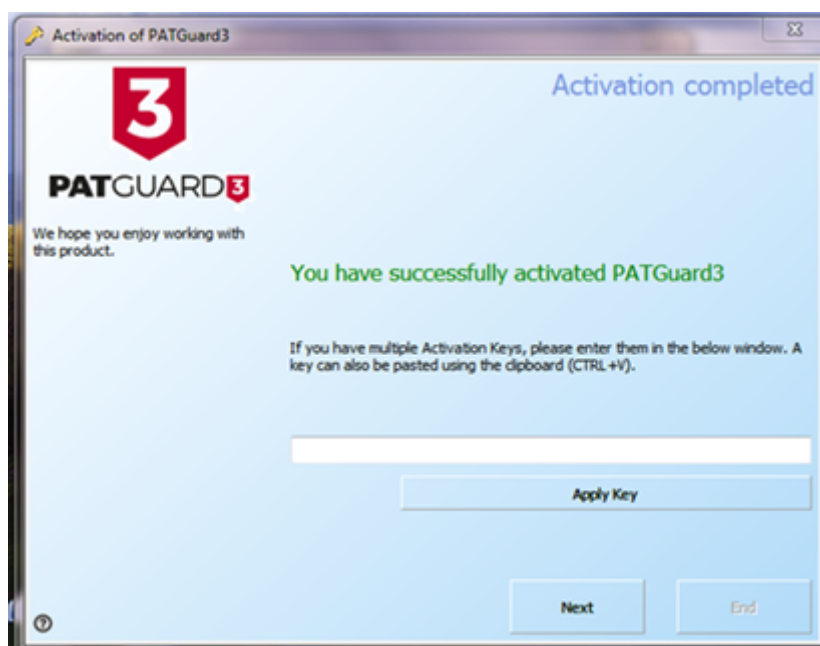 Activation of PATGuard3
Activation completed
3
PATGUARD3
We hope you enjoy working with
this product.
You have successfully activated PATGuard3
If you have multiple Activation Keys, please enter them in the below window. A
key can also be pasted using the clipboard (CTRL+V).
Apply Key
Next
End